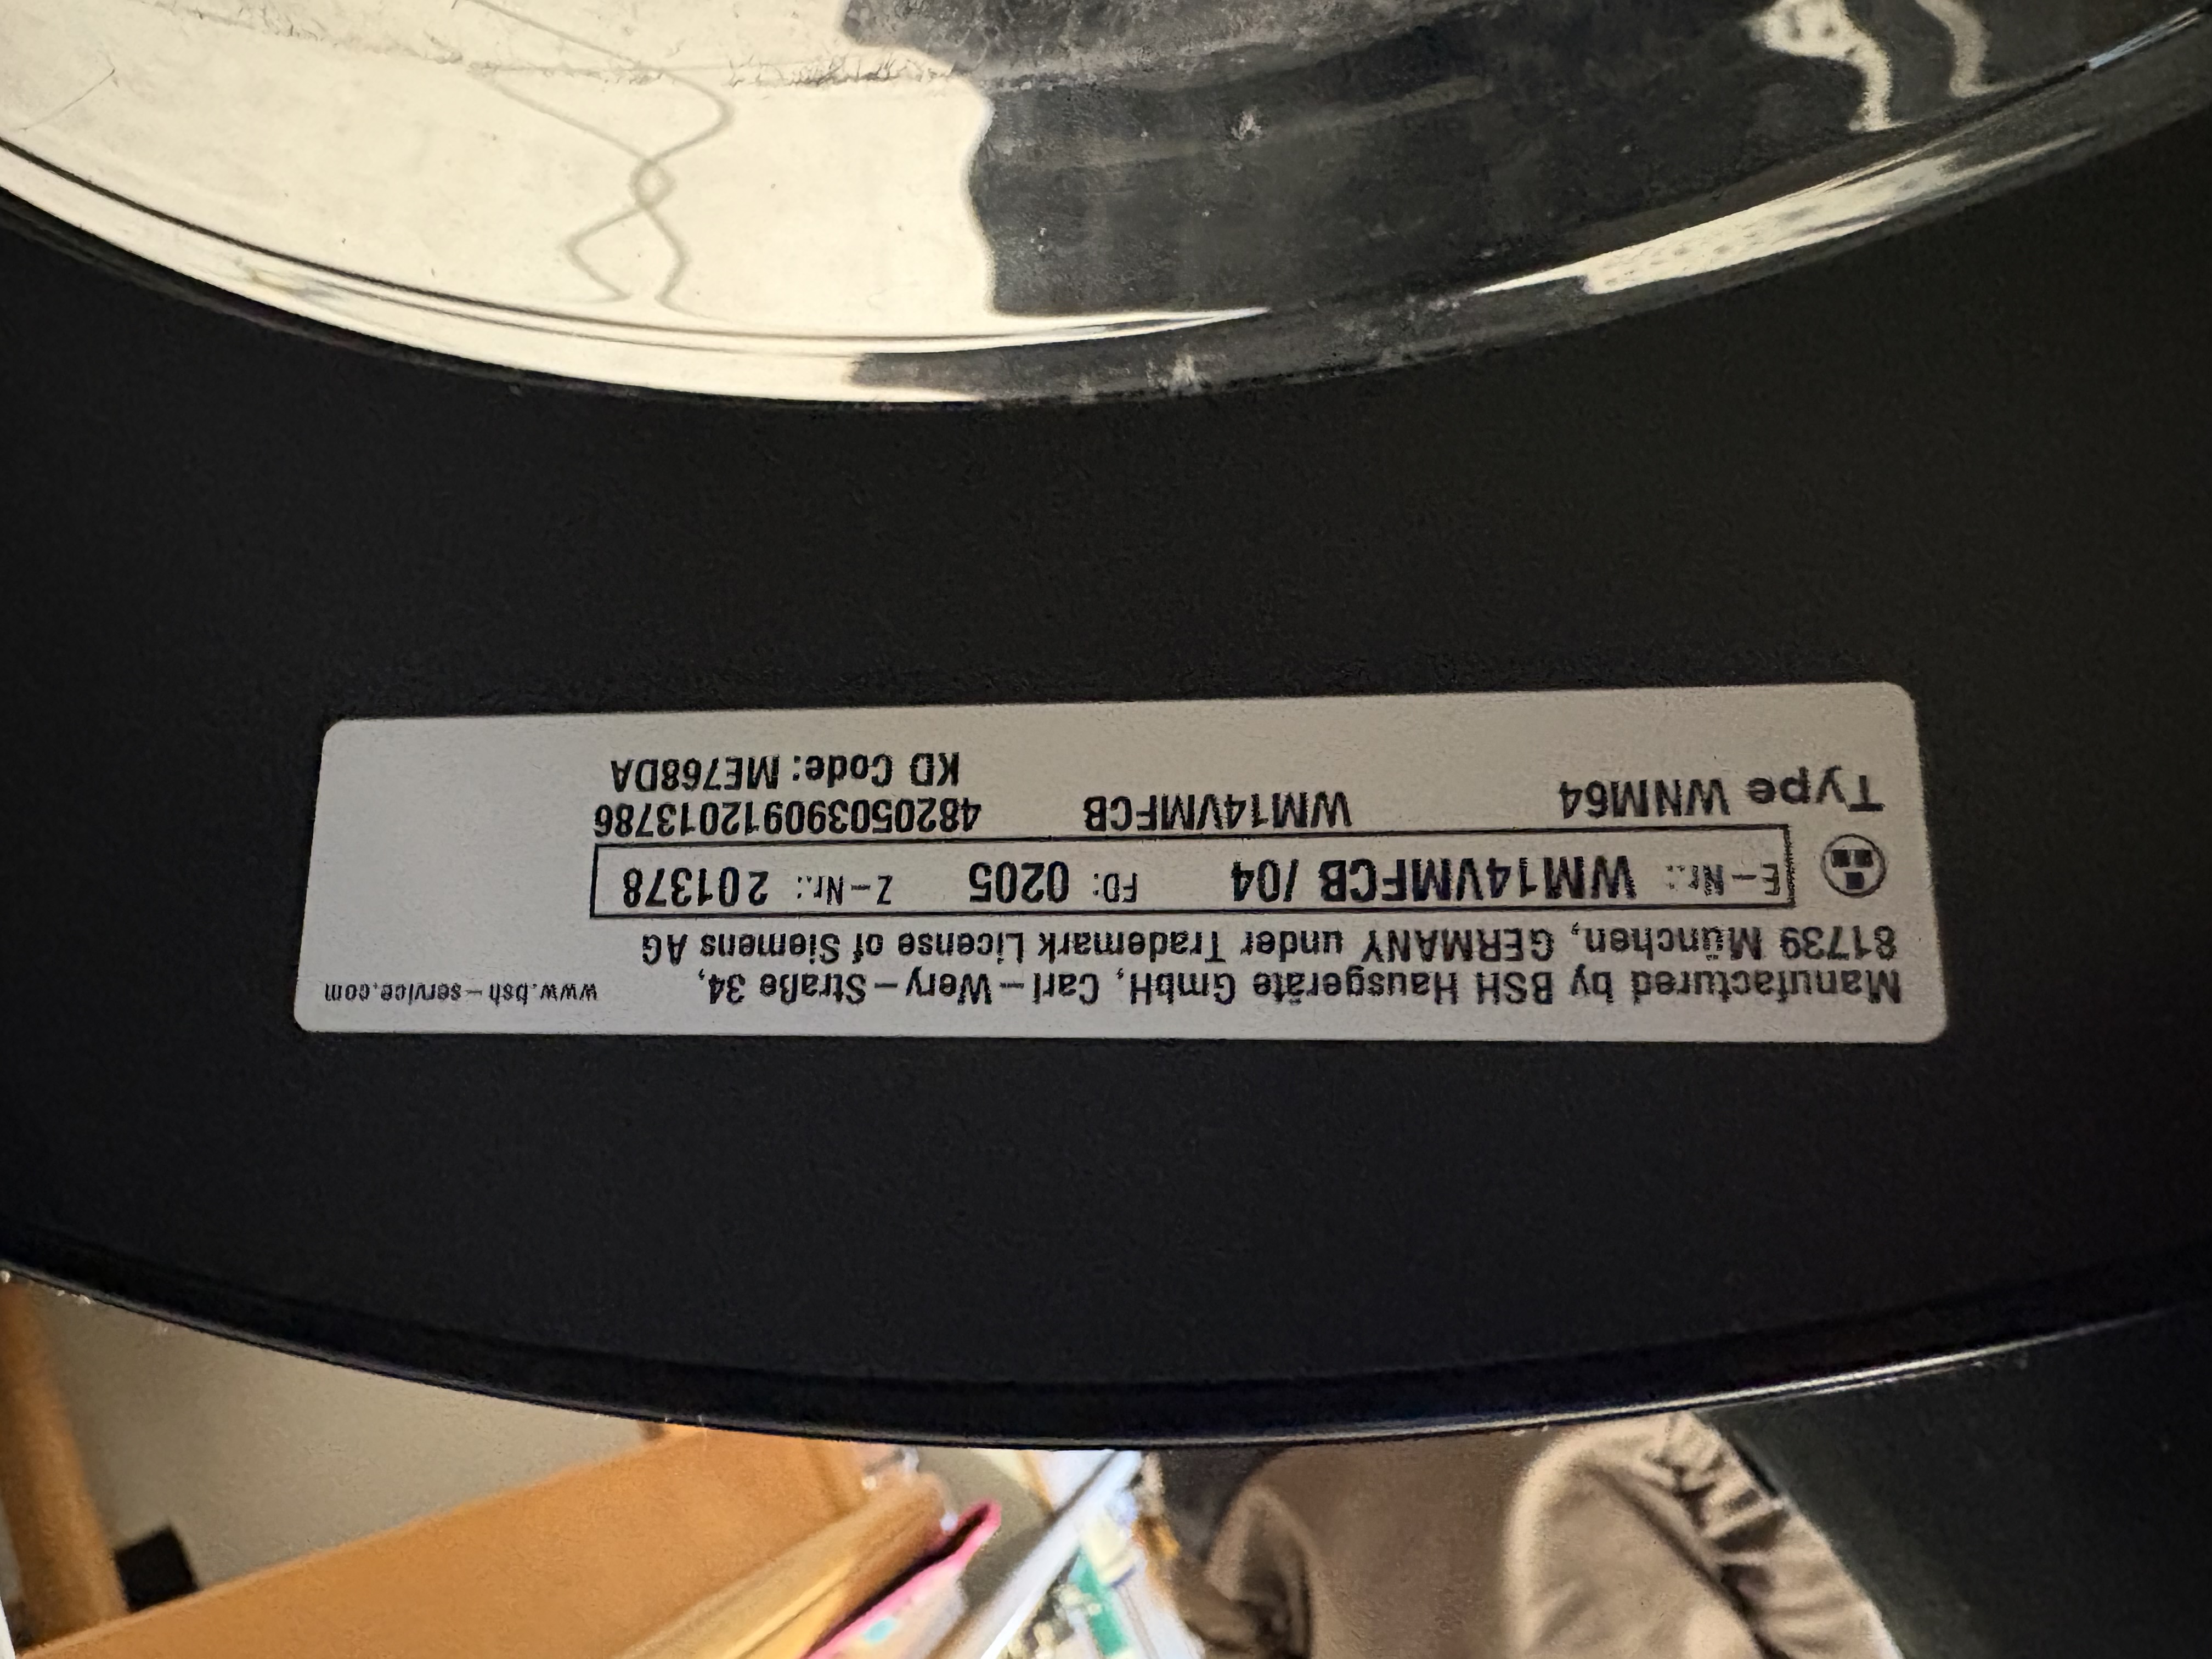 Manufactured by BSH Hausgeräte GmbH, Carl-Wery-Straße 34, www.bsh-service.com
81739 München, GERMANY under Trademark License of Siemens AG
E-Nr.: WM14VMFCB /04 FD: 0205 Z-Nr.: 201378
Type WNM64 WM14VMFCB 482050390912013786
KD Code: ME768DA